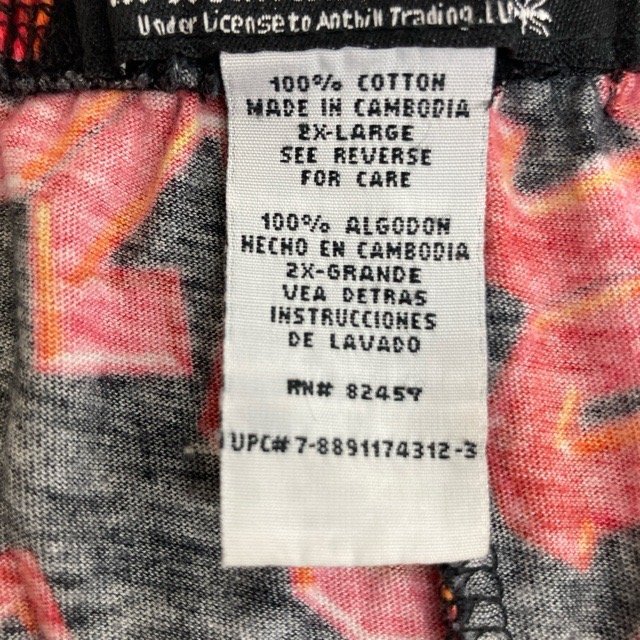 Under License to Anthill Trading. LU
100% COTTON
MADE IN CAMBODIA
2X-LARGE
SEE REVERSE
FOR CARE
100% ALGODON
HECHO EN CAMBODIA
2X-GRANDE
VEA DETRAS
INSTRUCCIONES
DE LAVADO
RN# 82457
UPC# 7-8891174312-3